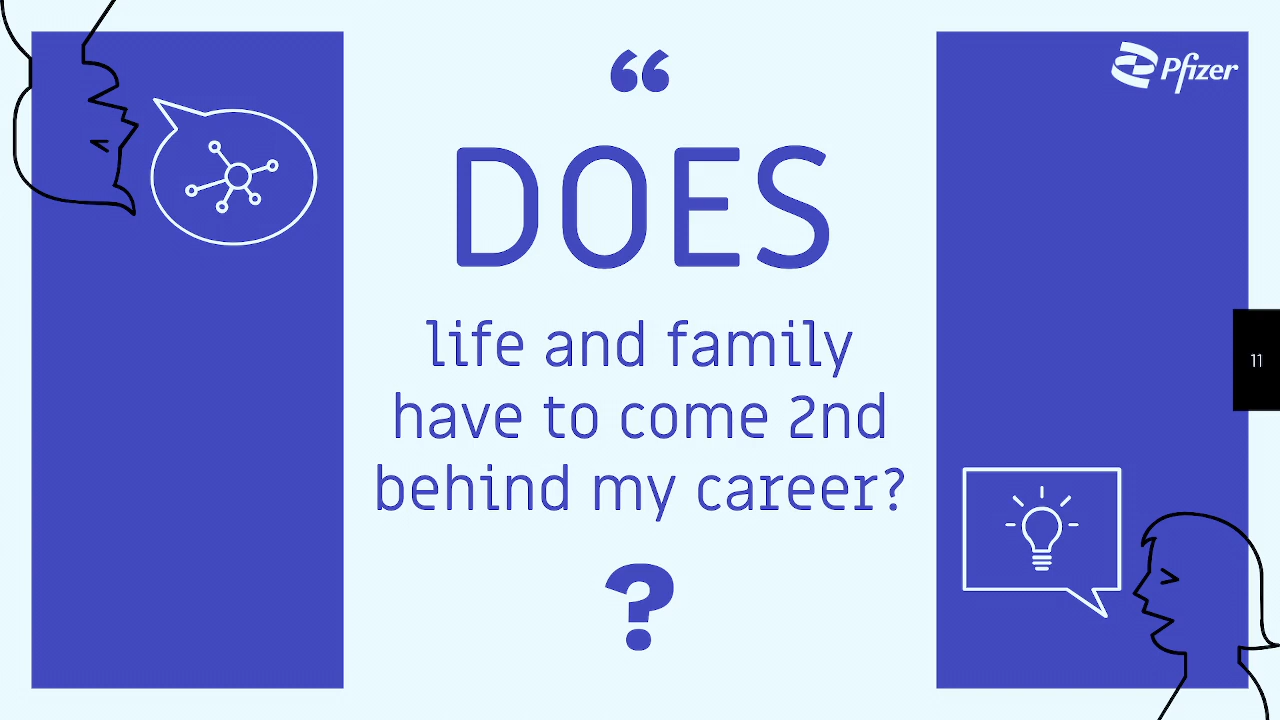 Pfizer
“
DOES
life and family
have to come 2nd
behind my career?
?
11